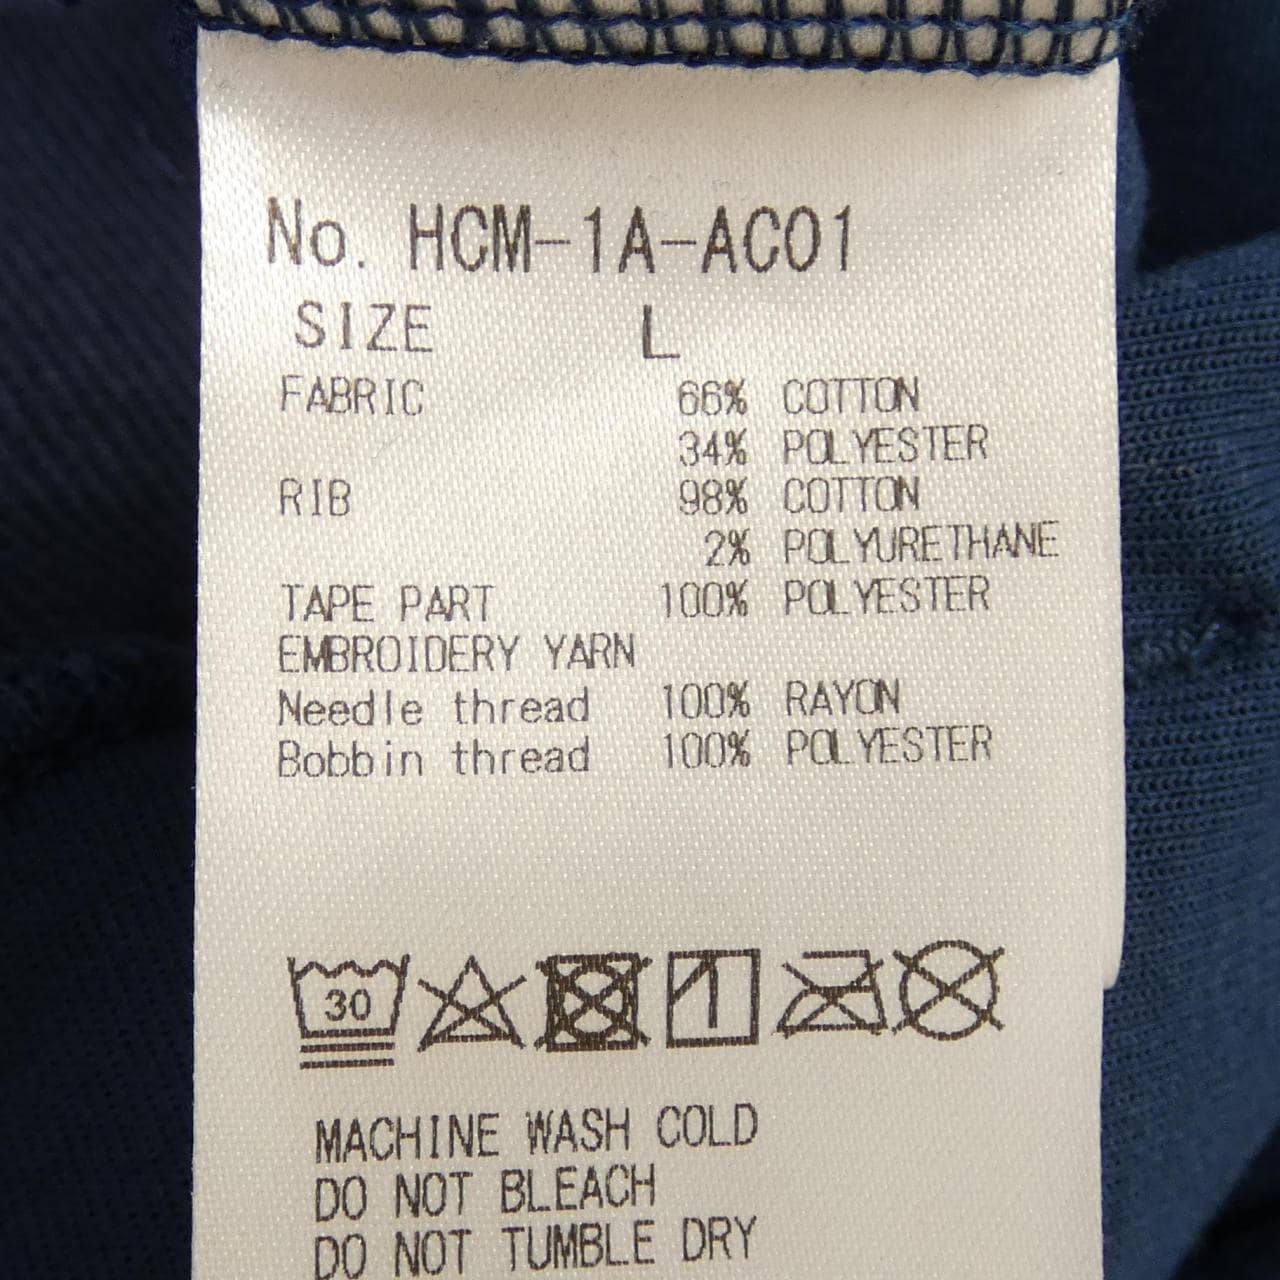 No. HCM-1A-AC01
SIZE L
FABRIC 66% COTTON
34% POLYESTER
RIB 98% COTTON
2% POLYURETHANE
TAPE PART 100% POLYESTER
EMBROIDERY YARN
Needle thread 100% RAYON
Bobbin thread 100% POLYESTER
30
MACHINE WASH COLD
DO NOT BLEACH
DO NOT TUMBLE DRY